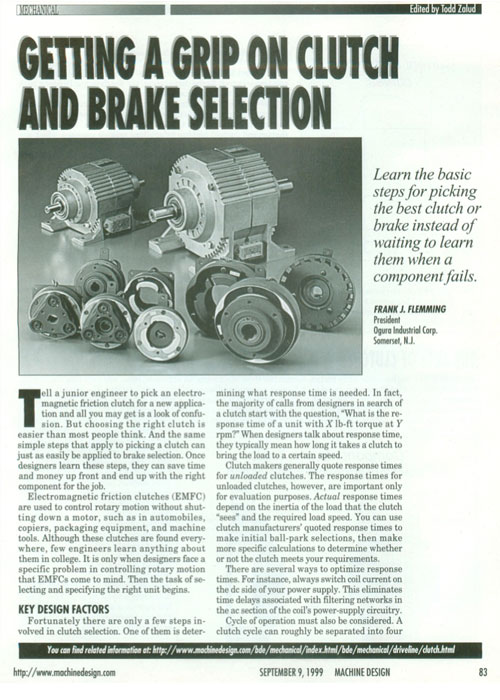 MECHANICAL
Edited by Todd Zalud
GETTING A GRIP ON CLUTCH
AND BRAKE SELECTION
Learn the basic
steps for picking
the best clutch or
brake instead of
waiting to learn
them when a
component fails.
FRANK J. FLEMMING
President
Ogura Industrial Corp.
Somerset, N.J.
Tell a junior engineer to pick an electro-
magnetic friction clutch for a new applica-
tion and all you may get is a look of confu-
sion. But choosing the right clutch is
easier than most people think. And the same
simple steps that apply to picking a clutch can
just as easily be applied to brake selection. Once
designers learn these steps, they can save time
and money up front and end up with the right
component for the job.
Electromagnetic friction clutches (EMFC)
are used to control rotary motion without shut-
ting down a motor, such as in automobiles,
copiers, packaging equipment, and machine
tools. Although these clutches are found every-
where, few engineers learn anything about
them in college. It is only when designers face a
specific problem in controlling rotary motion
that EMFCs come to mind. Then the task of se-
lecting and specifying the right unit begins.
KEY DESIGN FACTORS
Fortunately there are only a few steps in-
volved in clutch selection. One of them is deter-
mining what response time is needed. In fact,
the majority of calls from designers in search of
a clutch start with the question, "What is the re-
sponse time of a unit with X lb-ft torque at Y
rpm?" When designers talk about response time,
they typically mean how long it takes a clutch to
bring the load to a certain speed.
Clutch makers generally quote response times
for unloaded clutches. The response times for
unloaded clutches, however, are important only
for evaluation purposes. Actual response times
depend on the inertia of the load that the clutch
"sees" and the required load speed. You can use
clutch manufacturers' quoted response times to
make initial ball-park selections, then make
more specific calculations to determine whether
or not the clutch meets your requirements.
There are several ways to optimize response
times. For instance, always switch coil current on
the dc side of your power supply. This eliminates
time delays associated with filtering networks in
the ac section of the coil's power-supply circuitry.
Cycle of operation must also be considered. A
clutch cycle can roughly be separated into four
You can find related information at: http://www.machinedesign.com/bde/mechanical/index.html/bde/mechanical/driveline/clutch.html
http://www.machinedesign.com
SEPTEMBER 9, 1999 MACHINE DESIGN
83